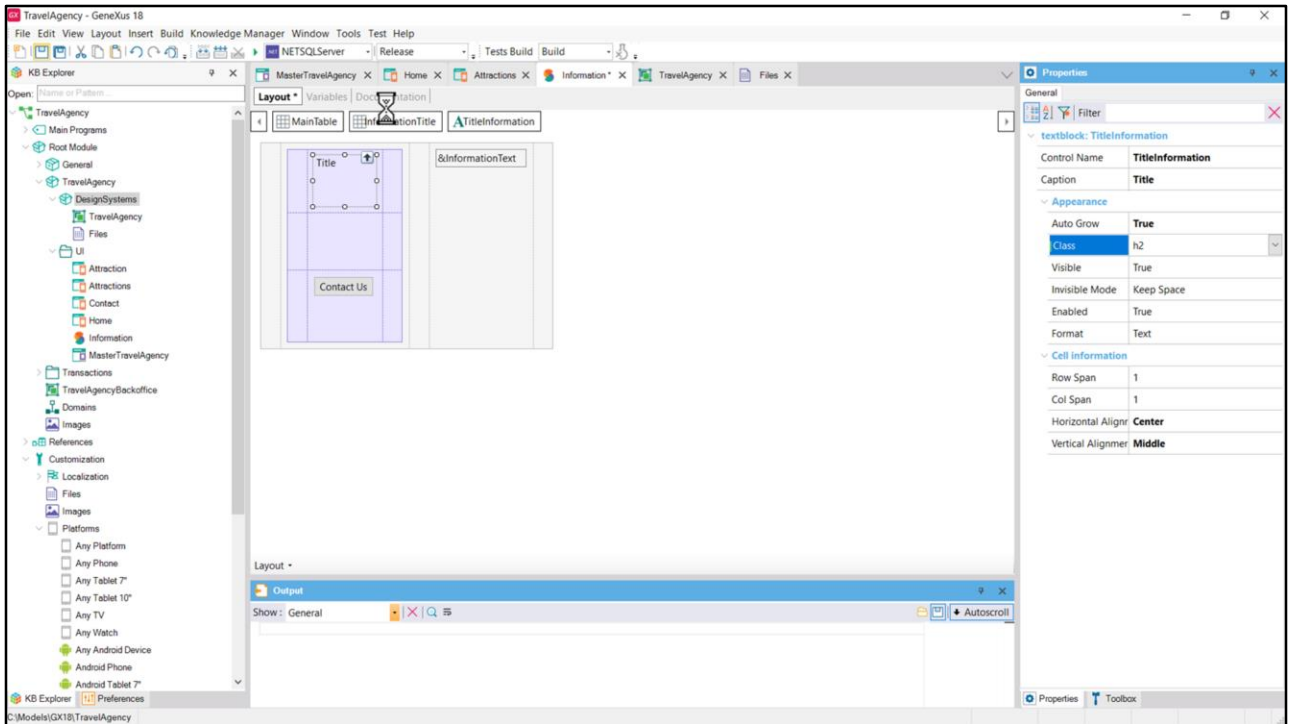 TravelAgency - GeneXus 18
File Edit View Layout Insert Build Knowledge Manager Window Tools Test Help
NETSQLServer Release Tests Build Build
KB Explorer
Open: Name or Pattern...
TravelAgency
Main Programs
Root Module
General
TravelAgency
DesignSystems
TravelAgency
Files
UI
Attraction
Attractions
Contact
Home
Information
MasterTravelAgency
Transactions
TravelAgencyBackoffice
Domains
Images
References
Customization
Localization
Files
Images
Platforms
Any Platform
Any Phone
Any Tablet 7"
Any Tablet 10"
Any TV
Any Watch
Any Android Device
Android Phone
Android Tablet 7"
KB Explorer Preferences
C:\Models\GX18\TravelAgency
MasterTravelAgency X Home X Attractions X Information * X TravelAgency X Files X
Layout * Variables Documentation
MainTable InformationTitle TitleInformation
Title
&InformationText
Contact Us
Layout
Output
Show: General
Autoscroll
Properties
General
Filter
textblock: TitleInformation
Control Name TitleInformation
Caption Title
Appearance
Auto Grow True
Class h2
Visible True
Invisible Mode Keep Space
Enabled True
Format Text
Cell information
Row Span 1
Col Span 1
Horizontal Alignr Center
Vertical Alignmer Middle
Properties Toolbox